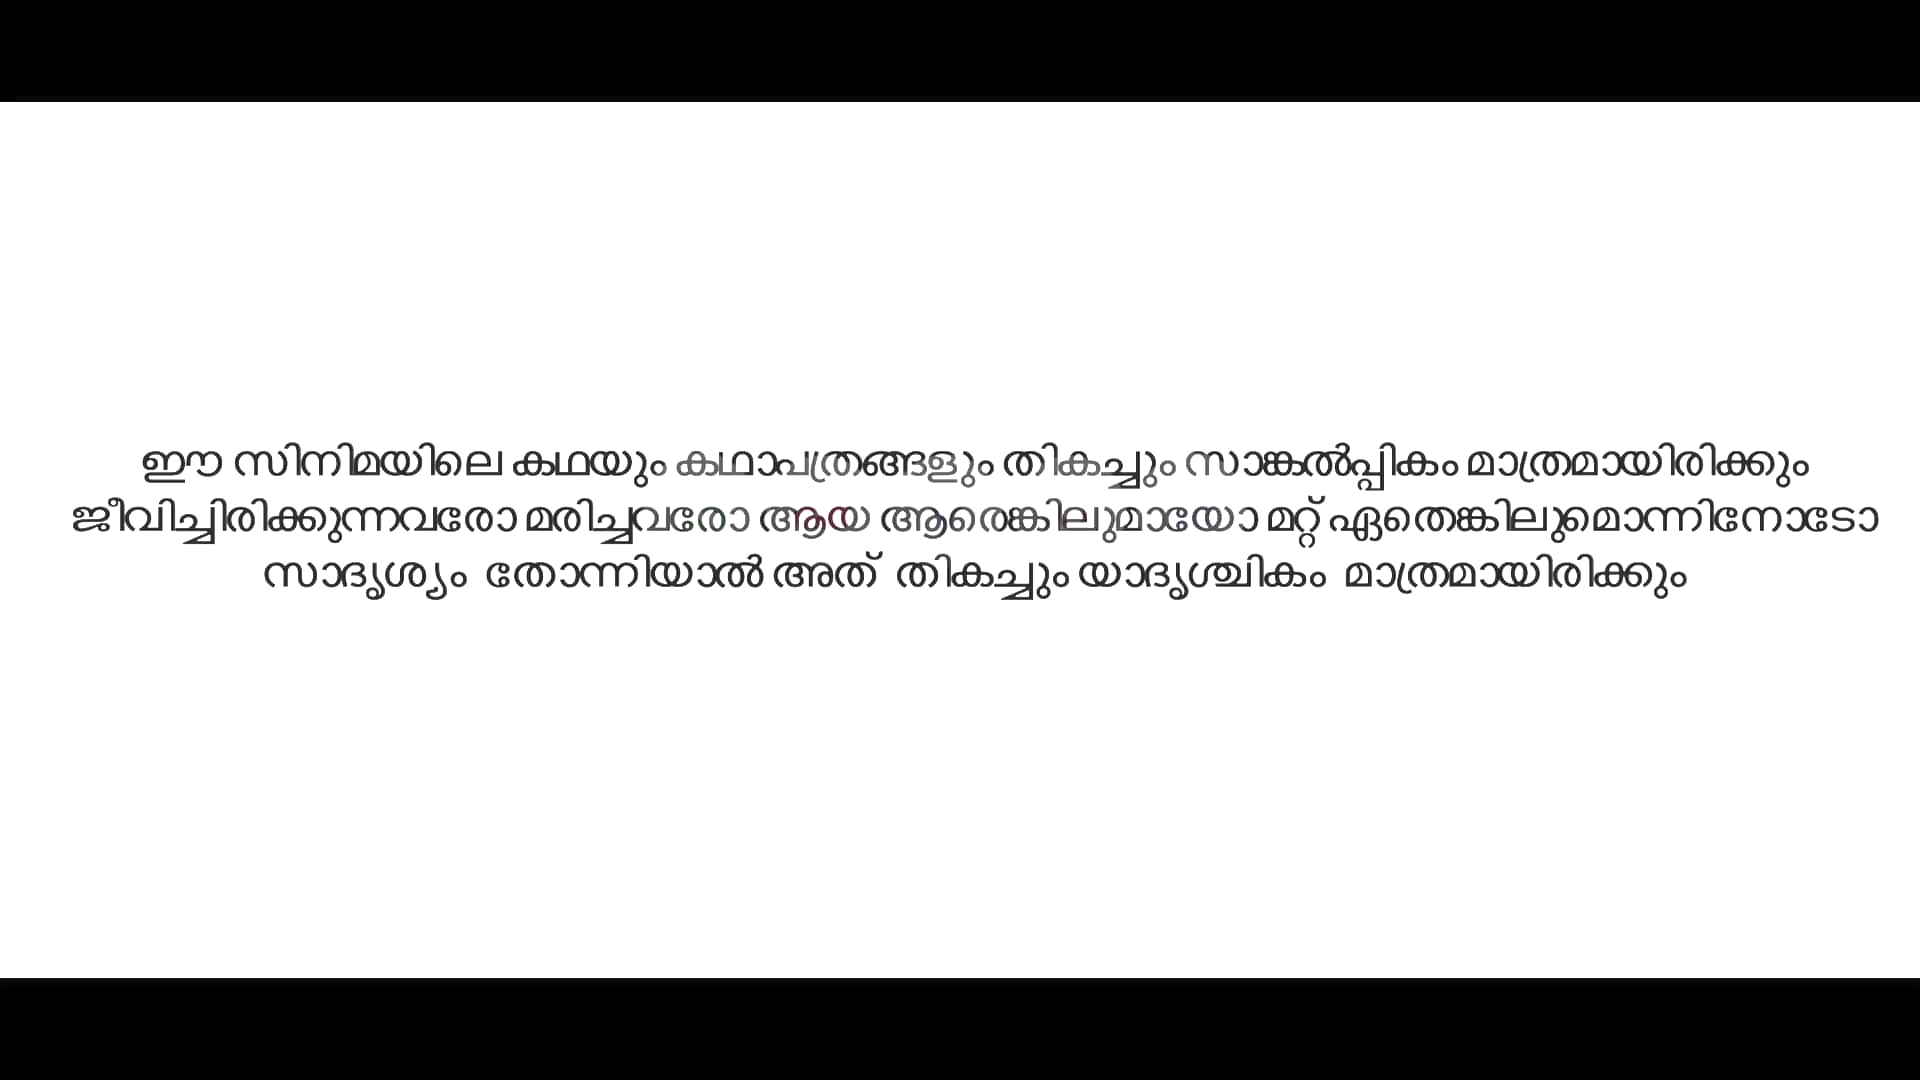 ഈ സിനിമയിലെ കഥയും കഥാപത്രങ്ങളും തികച്ചും സാങ്കൽപ്പികം മാത്രമായിരിക്കും
ജീവിച്ചിരിക്കുന്നവരോ മരിച്ചവരോ ആയ ആരെങ്കിലുമായോ മറ്റ് ഏതെങ്കിലുമൊന്നിനോടോ
സാദൃശ്യം തോന്നിയാൽ അത് തികച്ചും യാദൃശ്ചികം മാത്രമായിരിക്കും